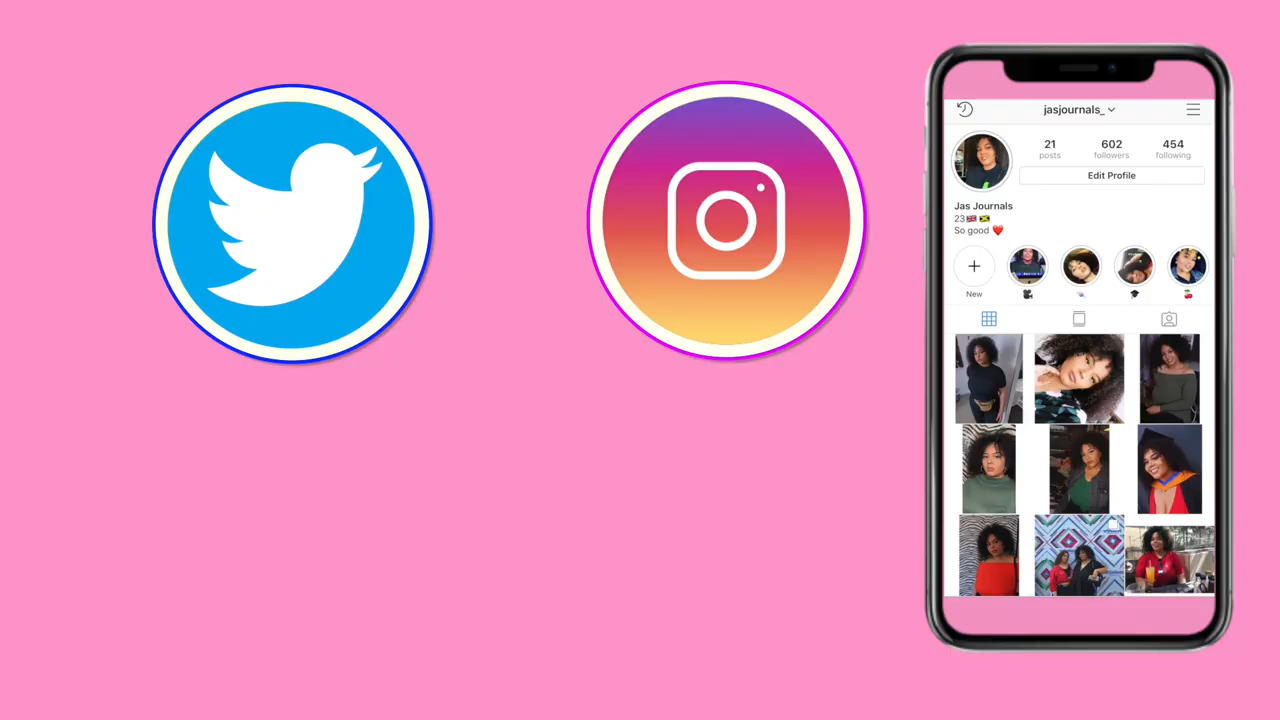 jasjournals_
21 602 454
posts followers following
Edit Profile
Jas Journals
23🇬🇧 🇯🇲
So good ❤️
New